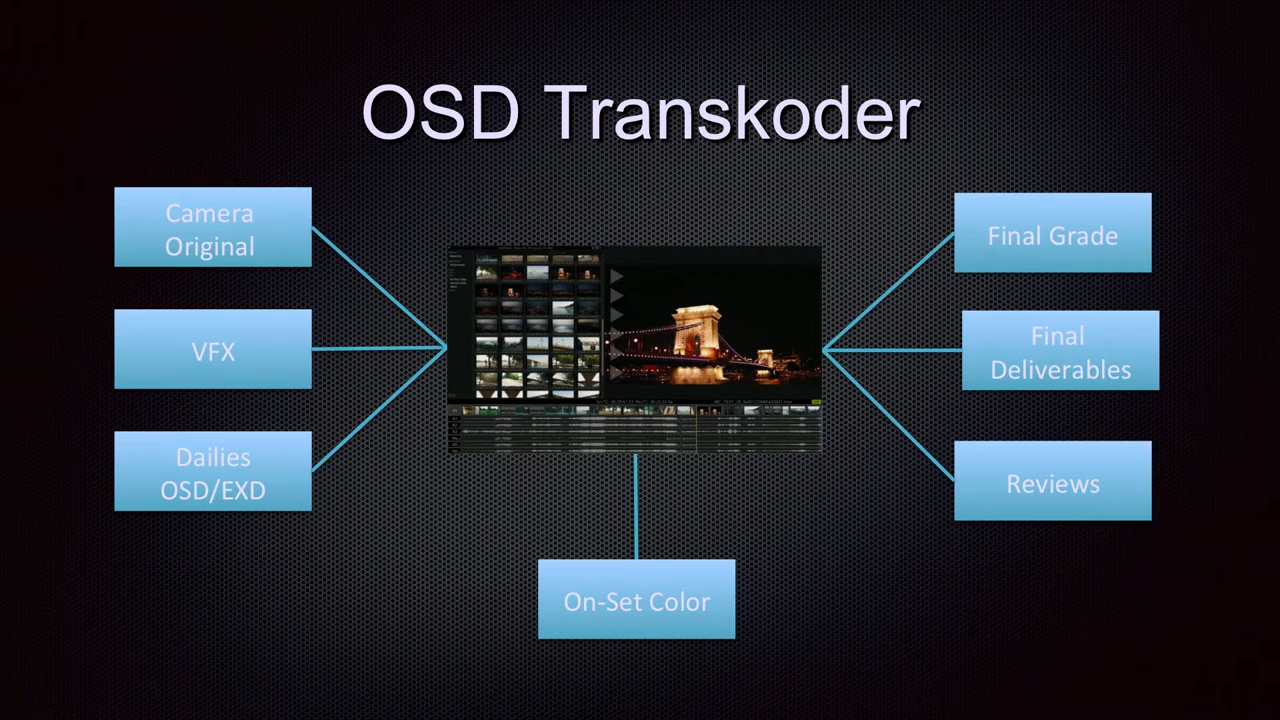 OSD Transkoder
Camera
Original
VFX
Dailies
OSD/EXD
Final Grade
Final
Deliverables
Reviews
On-Set Color